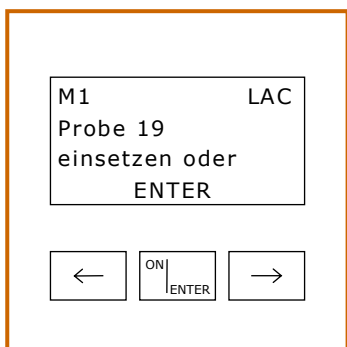 M1 LAC
Probe 19
einsetzen oder
ENTER
← ON ENTER →